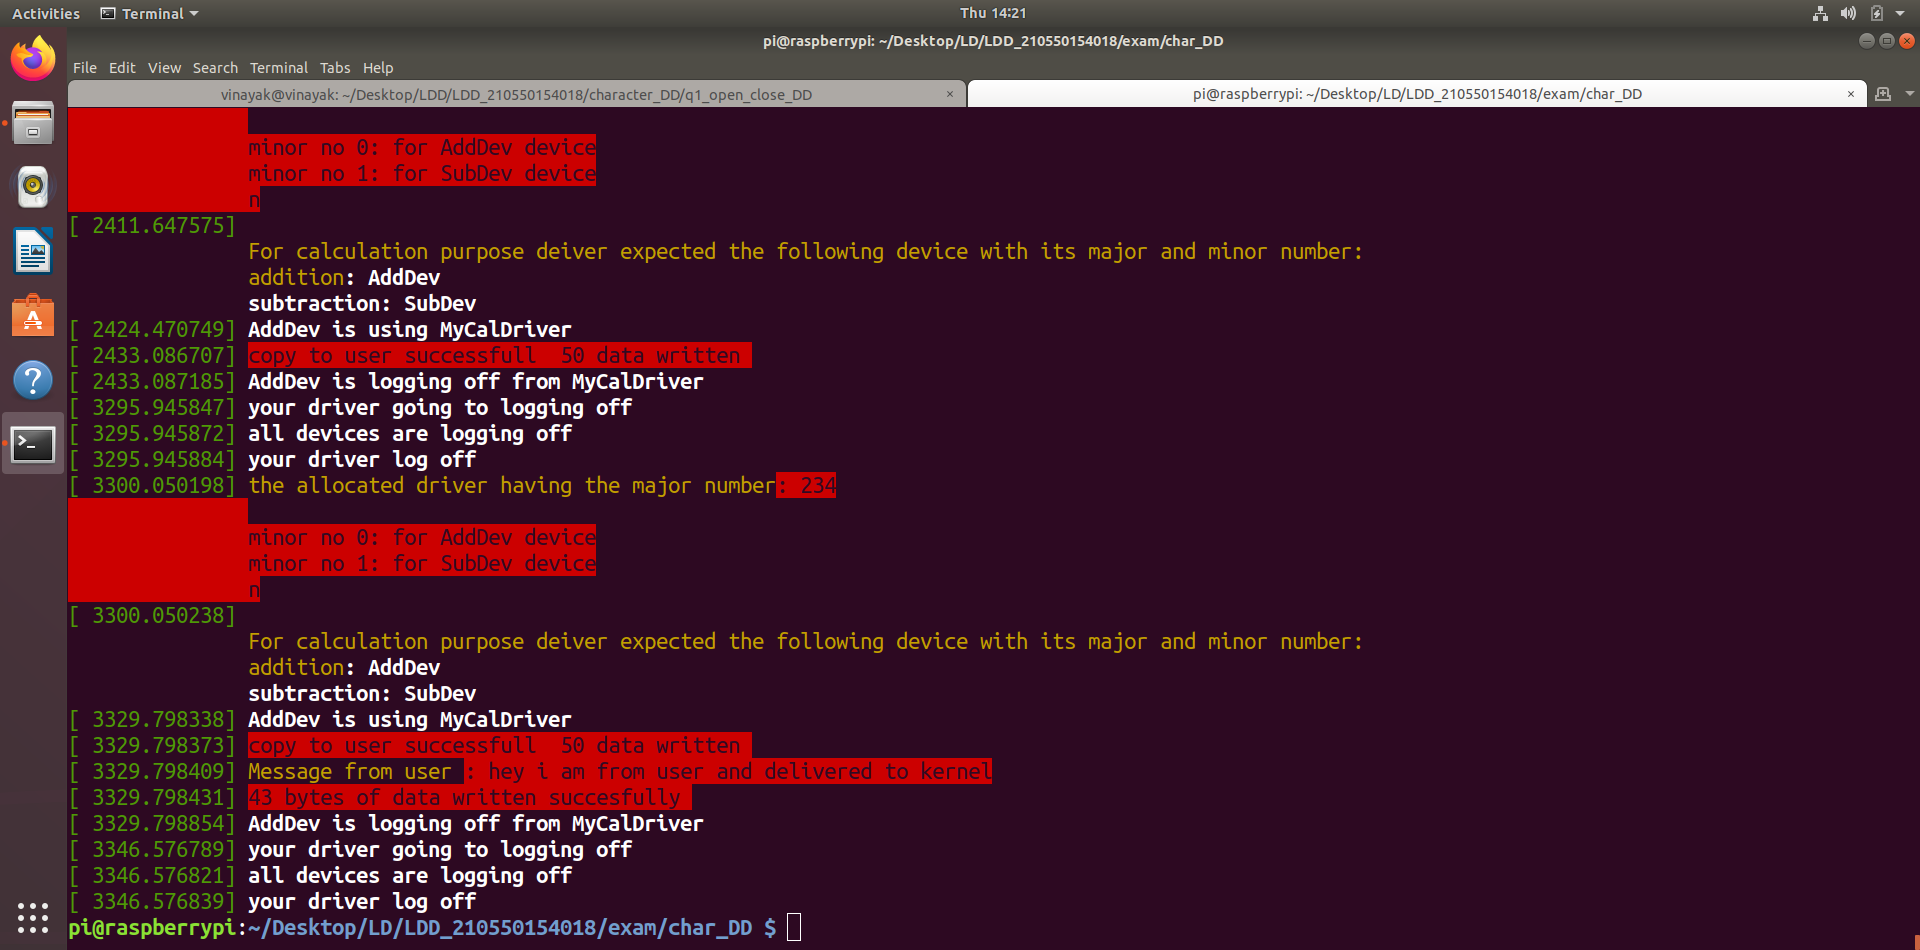 Activities Terminal Thu 14:21
pi@raspberrypi: ~/Desktop/LD/LDD_210550154018/exam/char_DD
File Edit View Search Terminal Tabs Help
vinayak@vinayak: ~/Desktop/LDD/LDD_210550154018/character_DD/q1_open_close_DD × pi@raspberrypi: ~/Desktop/LD/LDD_210550154018/exam/char_DD ×
minor no 0: for AddDev device
minor no 1: for SubDev device
n
[ 2411.647575]
For calculation purpose deiver expected the following device with its major and minor number:
addition: AddDev
subtraction: SubDev
[ 2424.470749] AddDev is using MyCalDriver
[ 2433.086707] copy to user successfull  50 data written
[ 2433.087185] AddDev is logging off from MyCalDriver
[ 3295.945847] your driver going to logging off
[ 3295.945872] all devices are logging off
[ 3295.945884] your driver log off
[ 3300.050198] the allocated driver having the major number: 234
minor no 0: for AddDev device
minor no 1: for SubDev device
n
[ 3300.050238]
For calculation purpose deiver expected the following device with its major and minor number:
addition: AddDev
subtraction: SubDev
[ 3329.798338] AddDev is using MyCalDriver
[ 3329.798373] copy to user successfull  50 data written
[ 3329.798409] Message from user : hey i am from user and delivered to kernel
[ 3329.798431] 43 bytes of data written succesfully
[ 3329.798854] AddDev is logging off from MyCalDriver
[ 3346.576789] your driver going to logging off
[ 3346.576821] all devices are logging off
[ 3346.576839] your driver log off
pi@raspberrypi:~/Desktop/LD/LDD_210550154018/exam/char_DD $